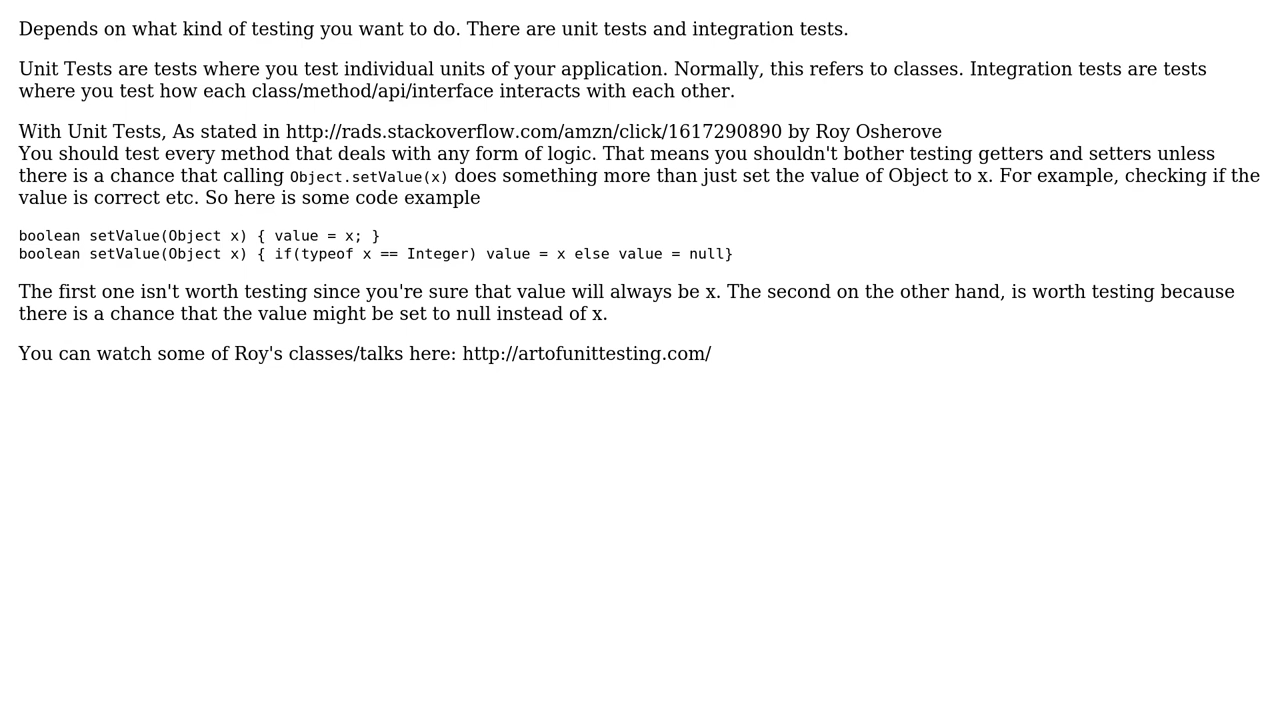 Depends on what kind of testing you want to do. There are unit tests and integration tests.
Unit Tests are tests where you test individual units of your application. Normally, this refers to classes. Integration tests are tests
where you test how each class/method/api/interface interacts with each other.
With Unit Tests, As stated in http://rads.stackoverflow.com/amzn/click/1617290890 by Roy Osherove
You should test every method that deals with any form of logic. That means you shouldn't bother testing getters and setters unless
there is a chance that calling Object.setValue(x) does something more than just set the value of Object to x. For example, checking if the
value is correct etc. So here is some code example
boolean setValue(Object x) { value = x; }
boolean setValue(Object x) { if(typeof x == Integer) value = x else value = null}
The first one isn't worth testing since you're sure that value will always be x. The second on the other hand, is worth testing because
there is a chance that the value might be set to null instead of x.
You can watch some of Roy's classes/talks here: http://artofunittesting.com/